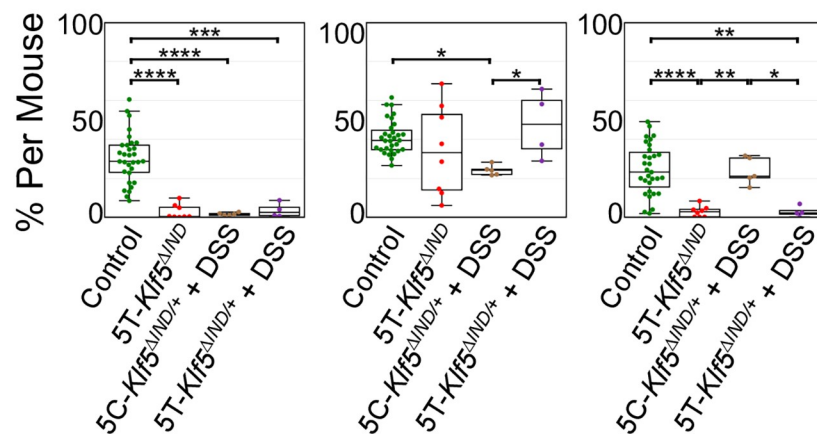 % Per Mouse
100
50
0
***
****
****
Control
5T-Klf5ΔIND
5C-Klf5ΔIND/+ + DSS
5T-Klf5ΔIND/+ + DSS
100
50
0
*
*
Control
5T-Klf5ΔIND
5C-Klf5ΔIND/+ + DSS
5T-Klf5ΔIND/+ + DSS
100
50
0
**
**** ** *
Control
5T-Klf5ΔIND
5C-Klf5ΔIND/+ + DSS
5T-Klf5ΔIND/+ + DSS